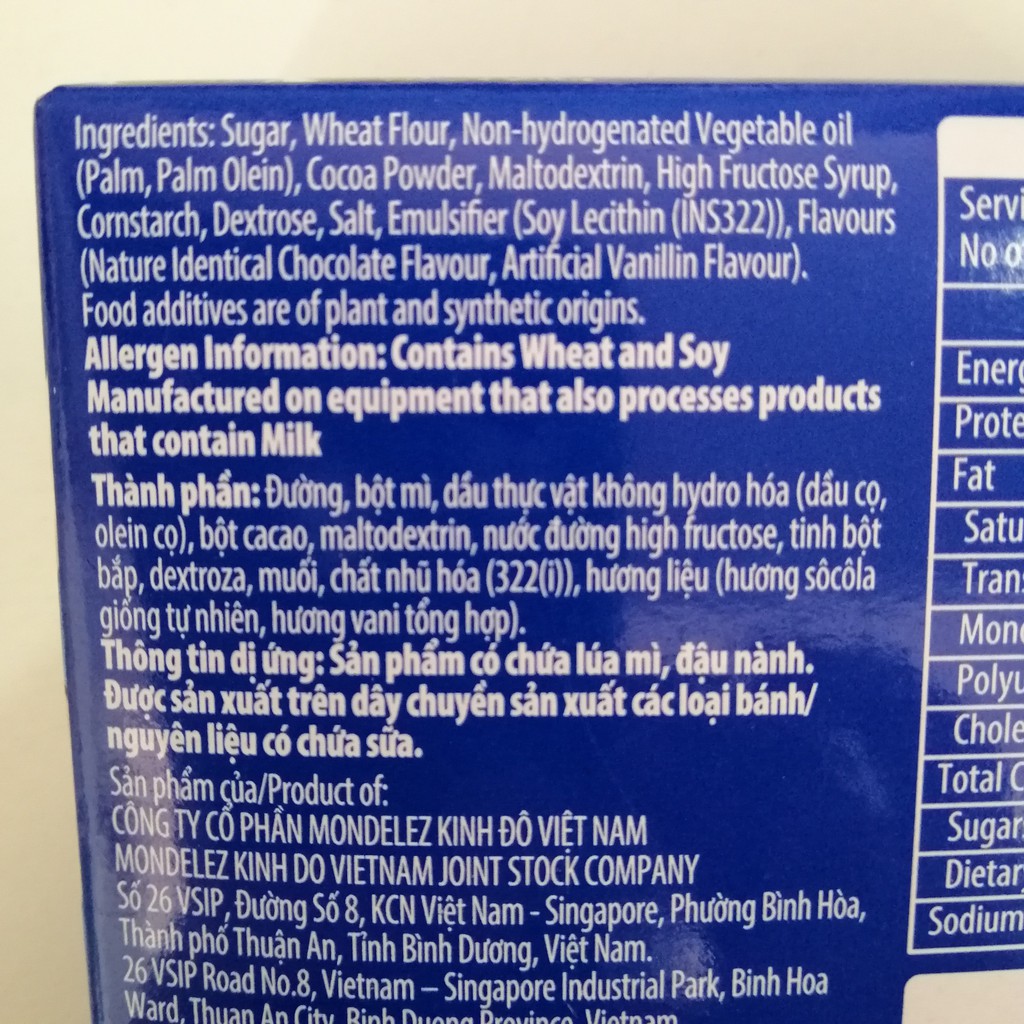 Ingredients: Sugar, Wheat Flour, Non-hydrogenated Vegetable oil
(Palm, Palm Olein), Cocoa Powder, Maltodextrin, High Fructose Syrup,
Cornstarch, Dextrose, Salt, Emulsifier (Soy Lecithin (INS322)), Flavours
(Nature Identical Chocolate Flavour, Artificial Vanillin Flavour).
Food additives are of plant and synthetic origins.
Allergen Information: Contains Wheat and Soy
Manufactured on equipment that also processes products
that contain Milk
Thành phần: Đường, bột mì, dầu thực vật không hydro hóa (dầu cọ,
olein cọ), bột cacao, maltodextrin, nước đường high fructose, tinh bột
bắp, dextroza, muối, chất nhũ hóa (322(i)), hương liệu (hương sôcôla
giống tự nhiên, hương vani tổng hợp).
Thông tin dị ứng: Sản phẩm có chứa lúa mì, đậu nành.
Được sản xuất trên dây chuyền sản xuất các loại bánh/
nguyên liệu có chứa sữa.
Sản phẩm của/Product of:
CÔNG TY CỔ PHẦN MONDELEZ KINH ĐÔ VIỆT NAM
MONDELEZ KINH DO VIETNAM JOINT STOCK COMPANY
Số 26 VSIP, Đường Số 8, KCN Việt Nam - Singapore, Phường Bình Hòa,
Thành phố Thuận An, Tỉnh Bình Dương, Việt Nam.
26 VSIP Road No.8, Vietnam – Singapore Industrial Park, Binh Hoa
Ward, Thuan An City, Binh Duong Province, Vietnam
Servi
No o
Energ
Prote
Fat
Satu
Trans
Mono
Polyu
Chole
Total C
Sugar
Dietar
Sodium